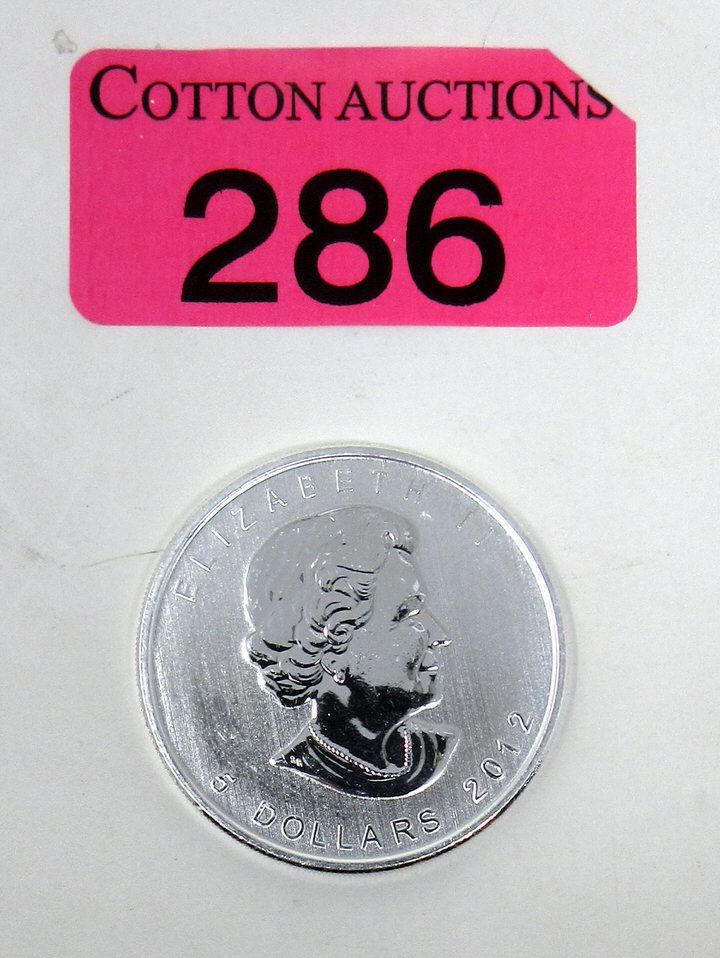 COTTON AUCTIONS
286
ELIZABETH II
5 DOLLARS 2012